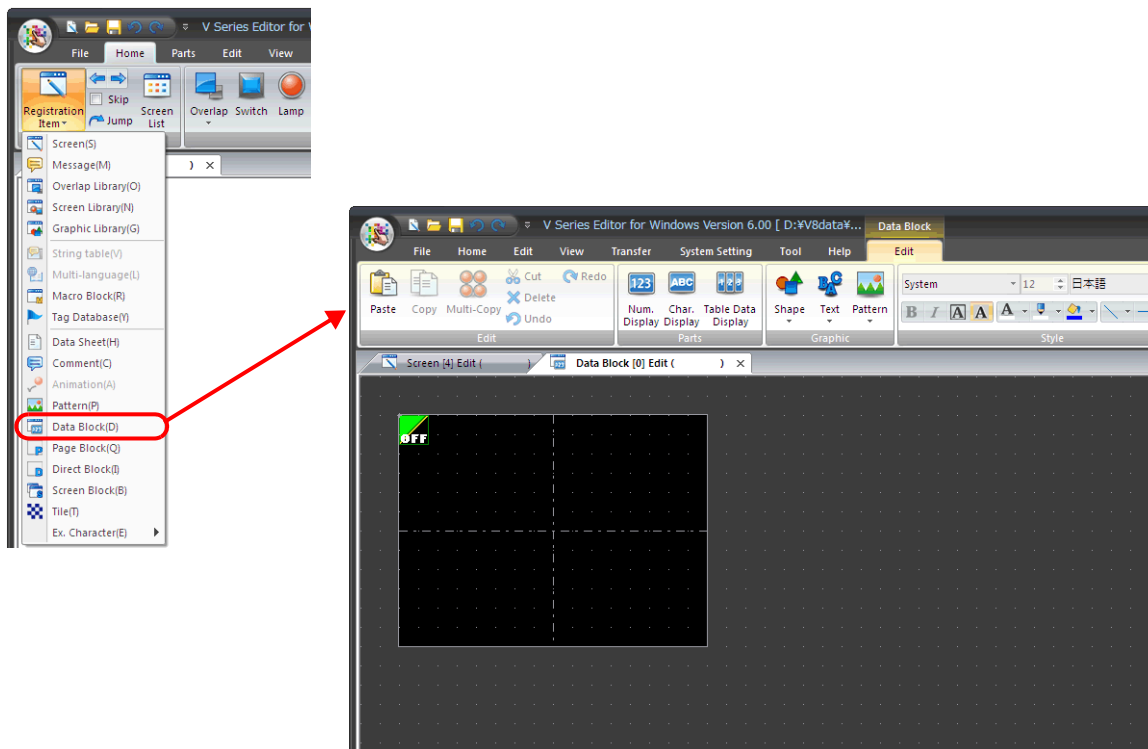 V Series Editor for
File Home Parts Edit View
Registration Item
Skip
Jump
Screen List
Overlap Switch Lamp
) ×
Screen(S)
Message(M)
Overlap Library(O)
Screen Library(N)
Graphic Library(G)
String table(V)
Multi-language(L)
Macro Block(R)
Tag Database(Y)
Data Sheet(H)
Comment(C)
Animation(A)
Pattern(P)
Data Block(D)
Page Block(Q)
Direct Block(I)
Screen Block(B)
Tile(T)
Ex. Character(E)
V Series Editor for Windows Version 6.00 [ D:¥V8data¥... Data Block
File Home Edit View Transfer System Setting Tool Help Edit
Paste Copy Multi-Copy
Cut Redo
Delete
Undo
Edit
123 ABC
Num. Display Char. Display Table Data Display
Parts
Shape Text Pattern
Graphic
System 12 日本語
B I A A A
Style
Screen [4] Edit ( ) Data Block [0] Edit ( ) ×
OFF